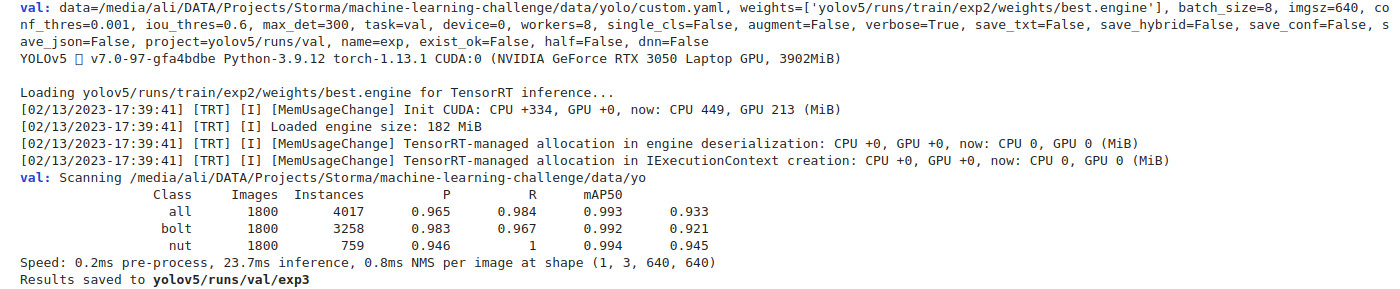 val: data=/media/ali/DATA/Projects/Storma/machine-learning-challenge/data/yolo/custom.yaml, weights=['yolov5/runs/train/exp2/weights/best.engine'], batch_size=8, imgsz=640, co
nf_thres=0.001, iou_thres=0.6, max_det=300, task=val, device=0, workers=8, single_cls=False, augment=False, verbose=True, save_txt=False, save_hybrid=False, save_conf=False, s
ave_json=False, project=yolov5/runs/val, name=exp, exist_ok=False, half=False, dnn=False
YOLOv5 v7.0-97-gfa4bdbe Python-3.9.12 torch-1.13.1 CUDA:0 (NVIDIA GeForce RTX 3050 Laptop GPU, 3902MiB)
Loading yolov5/runs/train/exp2/weights/best.engine for TensorRT inference...
[02/13/2023-17:39:41] [TRT] [I] [MemUsageChange] Init CUDA: CPU +334, GPU +0, now: CPU 449, GPU 213 (MiB)
[02/13/2023-17:39:41] [TRT] [I] Loaded engine size: 182 MiB
[02/13/2023-17:39:41] [TRT] [I] [MemUsageChange] TensorRT-managed allocation in engine deserialization: CPU +0, GPU +0, now: CPU 0, GPU 0 (MiB)
[02/13/2023-17:39:41] [TRT] [I] [MemUsageChange] TensorRT-managed allocation in IExecutionContext creation: CPU +0, GPU +0, now: CPU 0, GPU 0 (MiB)
val: Scanning /media/ali/DATA/Projects/Storma/machine-learning-challenge/data/yo
Class Images Instances P R mAP50
all 1800 4017 0.965 0.984 0.993 0.933
bolt 1800 3258 0.983 0.967 0.992 0.921
nut 1800 759 0.946 1 0.994 0.945
Speed: 0.2ms pre-process, 23.7ms inference, 0.8ms NMS per image at shape (1, 3, 640, 640)
Results saved to yolov5/runs/val/exp3